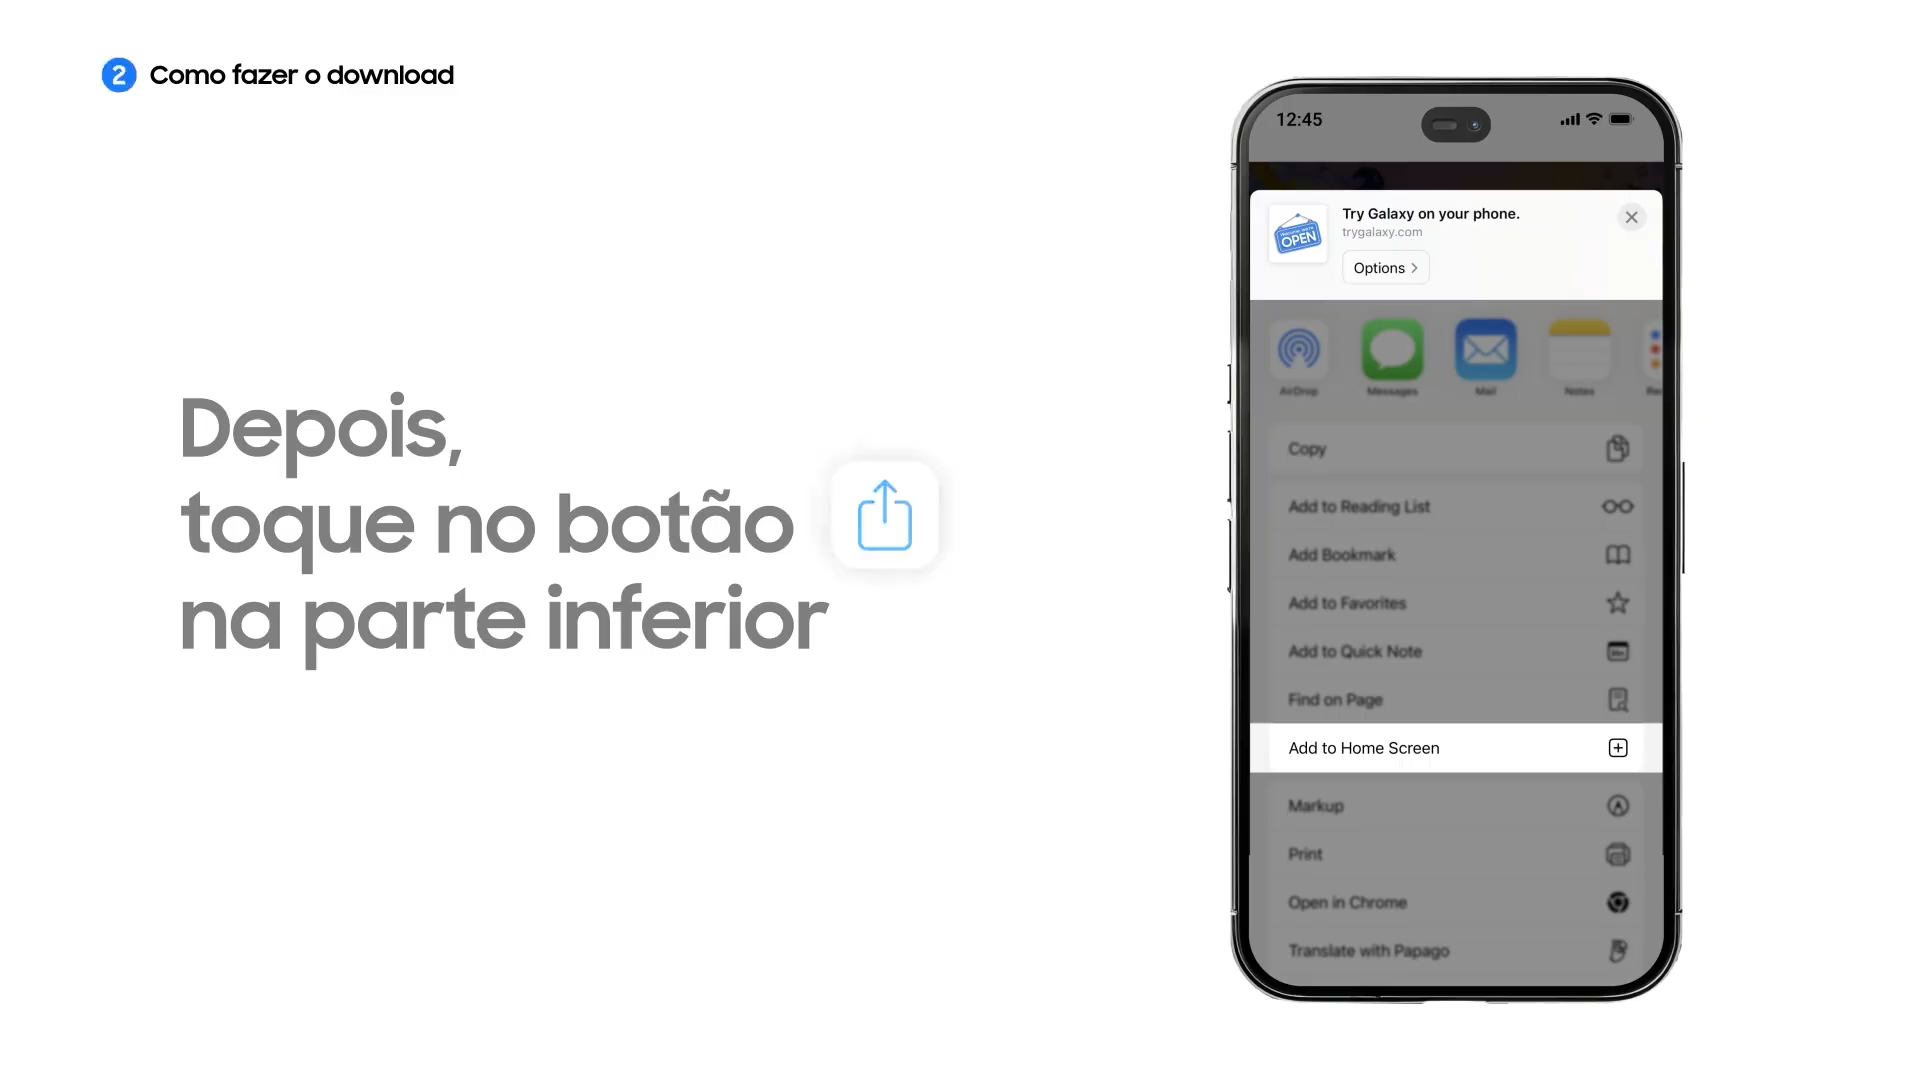 2 Como fazer o download
Depois,
toque no botão
na parte inferior
12:45
Try Galaxy on your phone.
trygalaxy.com
OPEN
Options
AirDrop
Messages
Mail
Notes
Copy
Add to Reading List
Add Bookmark
Add to Favorites
Add to Quick Note
Find on Page
Add to Home Screen
Markup
Print
Open in Chrome
Translate with Papago